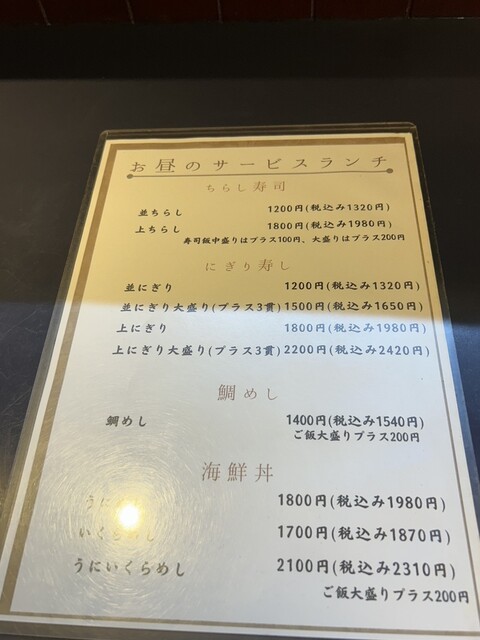 お昼のサービスランチ
ちらし寿司
並ちらし 1200円(税込み1320円)
上ちらし 1800円(税込み1980円)
寿司飯中盛りはプラス100円、大盛りはプラス200円
にぎり寿し
並にぎり 1200円(税込み1320円)
並にぎり大盛り(プラス3貫) 1500円(税込み1650円)
上にぎり 1800円(税込み1980円)
上にぎり大盛り(プラス3貫) 2200円(税込み2420円)
鯛めし
鯛めし 1400円(税込み1540円)
ご飯大盛りプラス200円
海鮮丼
うにめし 1800円(税込み1980円)
いくらめし 1700円(税込み1870円)
うにいくらめし 2100円(税込み2310円)
ご飯大盛りプラス200円